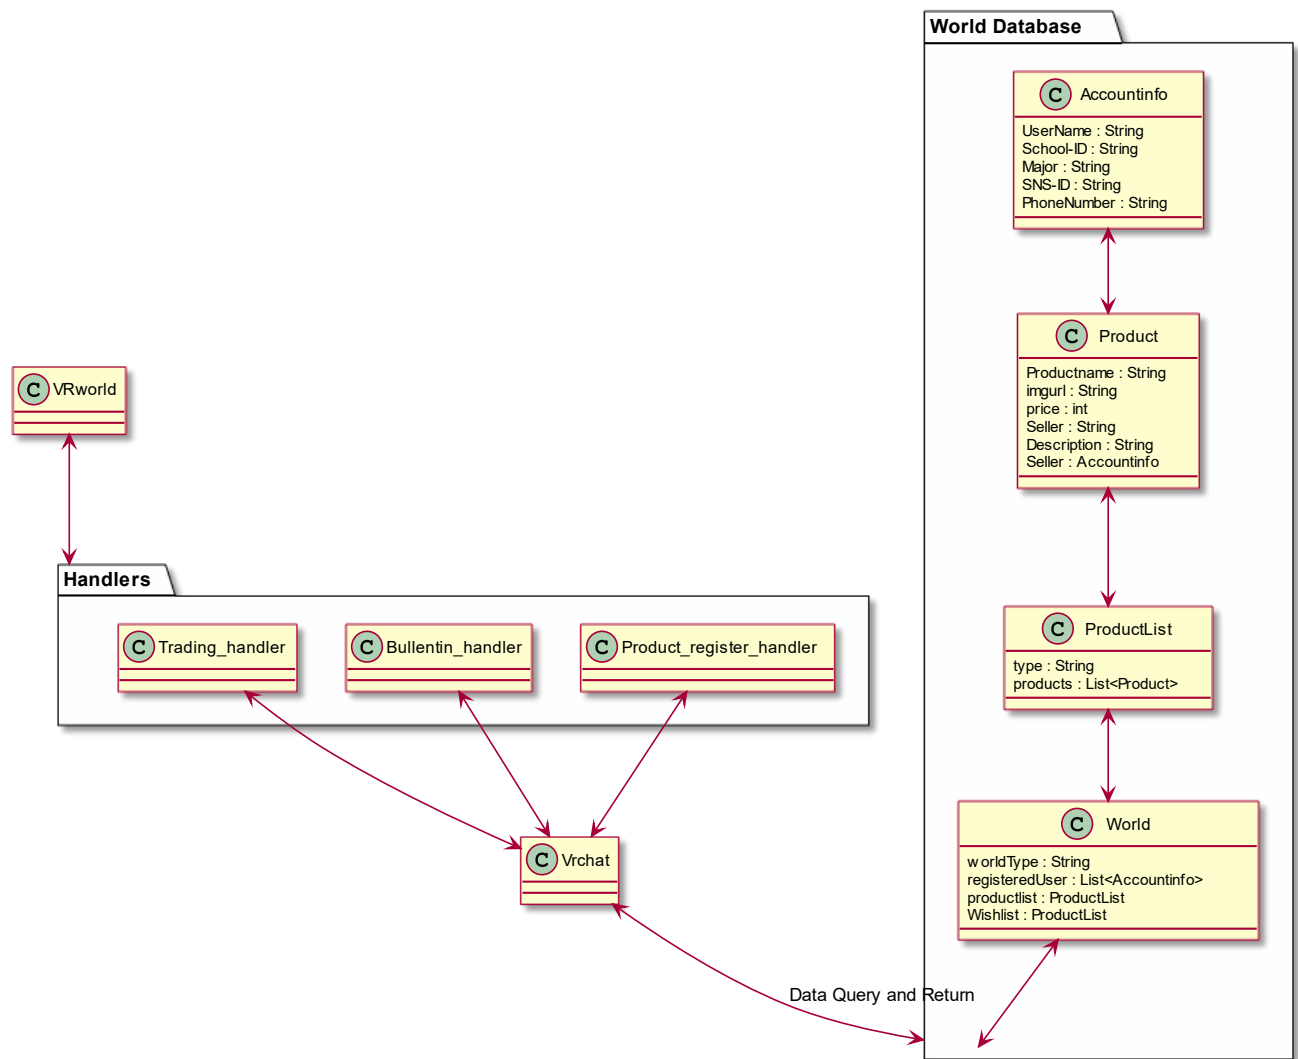 World Database
C Accountinfo
UserName : String
School-ID : String
Major : String
SNS-ID : String
PhoneNumber : String
C Product
Productname : String
imgurl : String
price : int
Seller : String
Description : String
Seller : Accountinfo
C VRworld
Handlers
C Trading_handler
C Bullentin_handler
C Product_register_handler
C ProductList
type : String
products : List<Product>
C World
worldType : String
registeredUser : List<Accountinfo>
productlist : ProductList
Wishlist : ProductList
C Vrchat
Data Query and Return